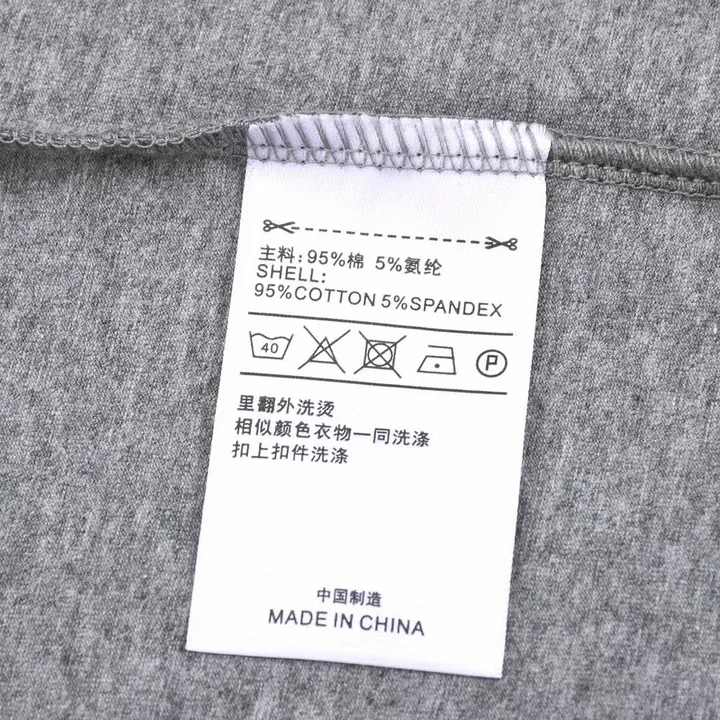 主料:95%棉 5%氨纶
SHELL:
95%COTTON 5%SPANDEX
40 P
里翻外洗烫
相似颜色衣物一同洗涤
扣上扣件洗涤
中国制造
MADE IN CHINA